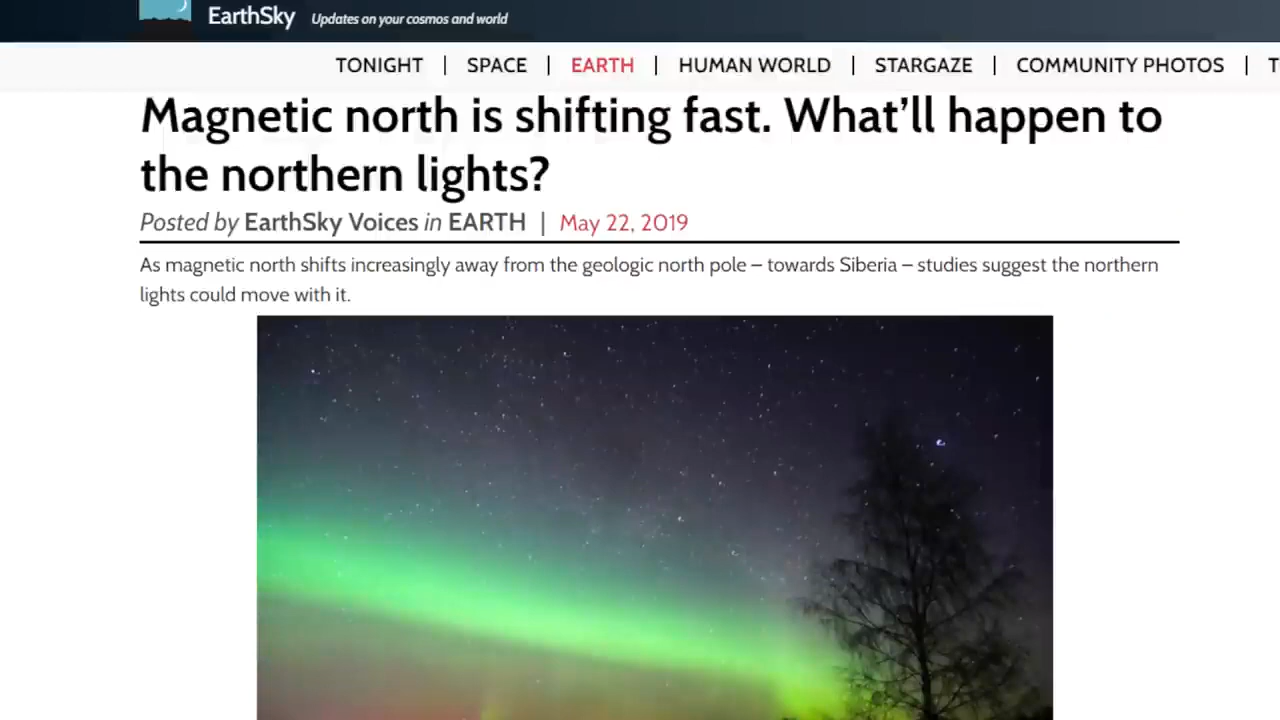 EarthSky Updates on your cosmos and world
TONIGHT | SPACE | EARTH | HUMAN WORLD | STARGAZE | COMMUNITY PHOTOS | T
Magnetic north is shifting fast. What’ll happen to
the northern lights?
Posted by EarthSky Voices in EARTH | May 22, 2019
As magnetic north shifts increasingly away from the geologic north pole – towards Siberia – studies suggest the northern
lights could move with it.